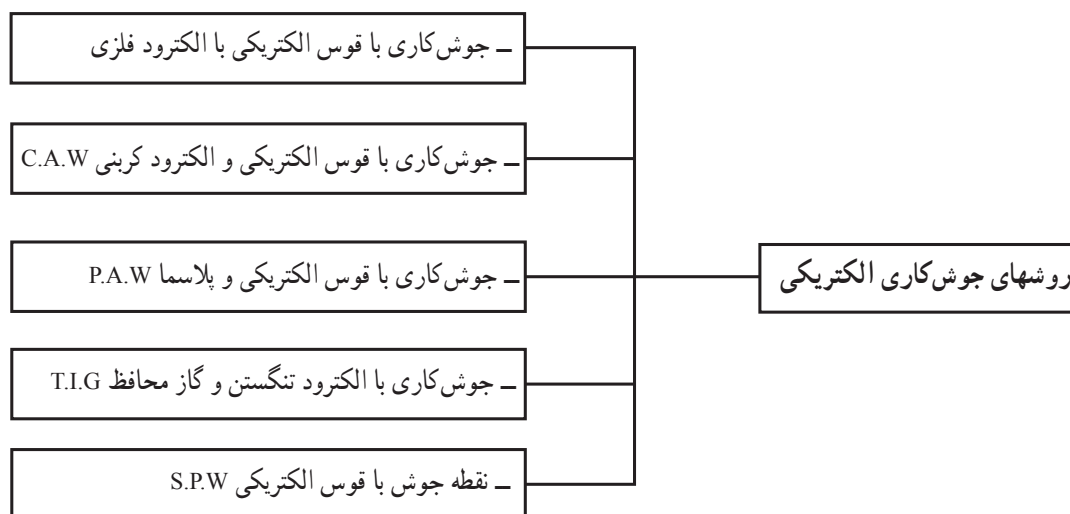 روشهای جوش‌کاری الکتریکی
ــ جوش‌کاری با قوس الکتریکی با الکترود فلزی
ــ جوش‌کاری با قوس الکتریکی و الکترود کربنی C.A.W
ــ جوش‌کاری با قوس الکتریکی و پلاسما P.A.W
ــ جوش‌کاری با الکترود تنگستن و گاز محافظ T.I.G
ــ نقطه جوش با قوس الکتریکی S.P.W